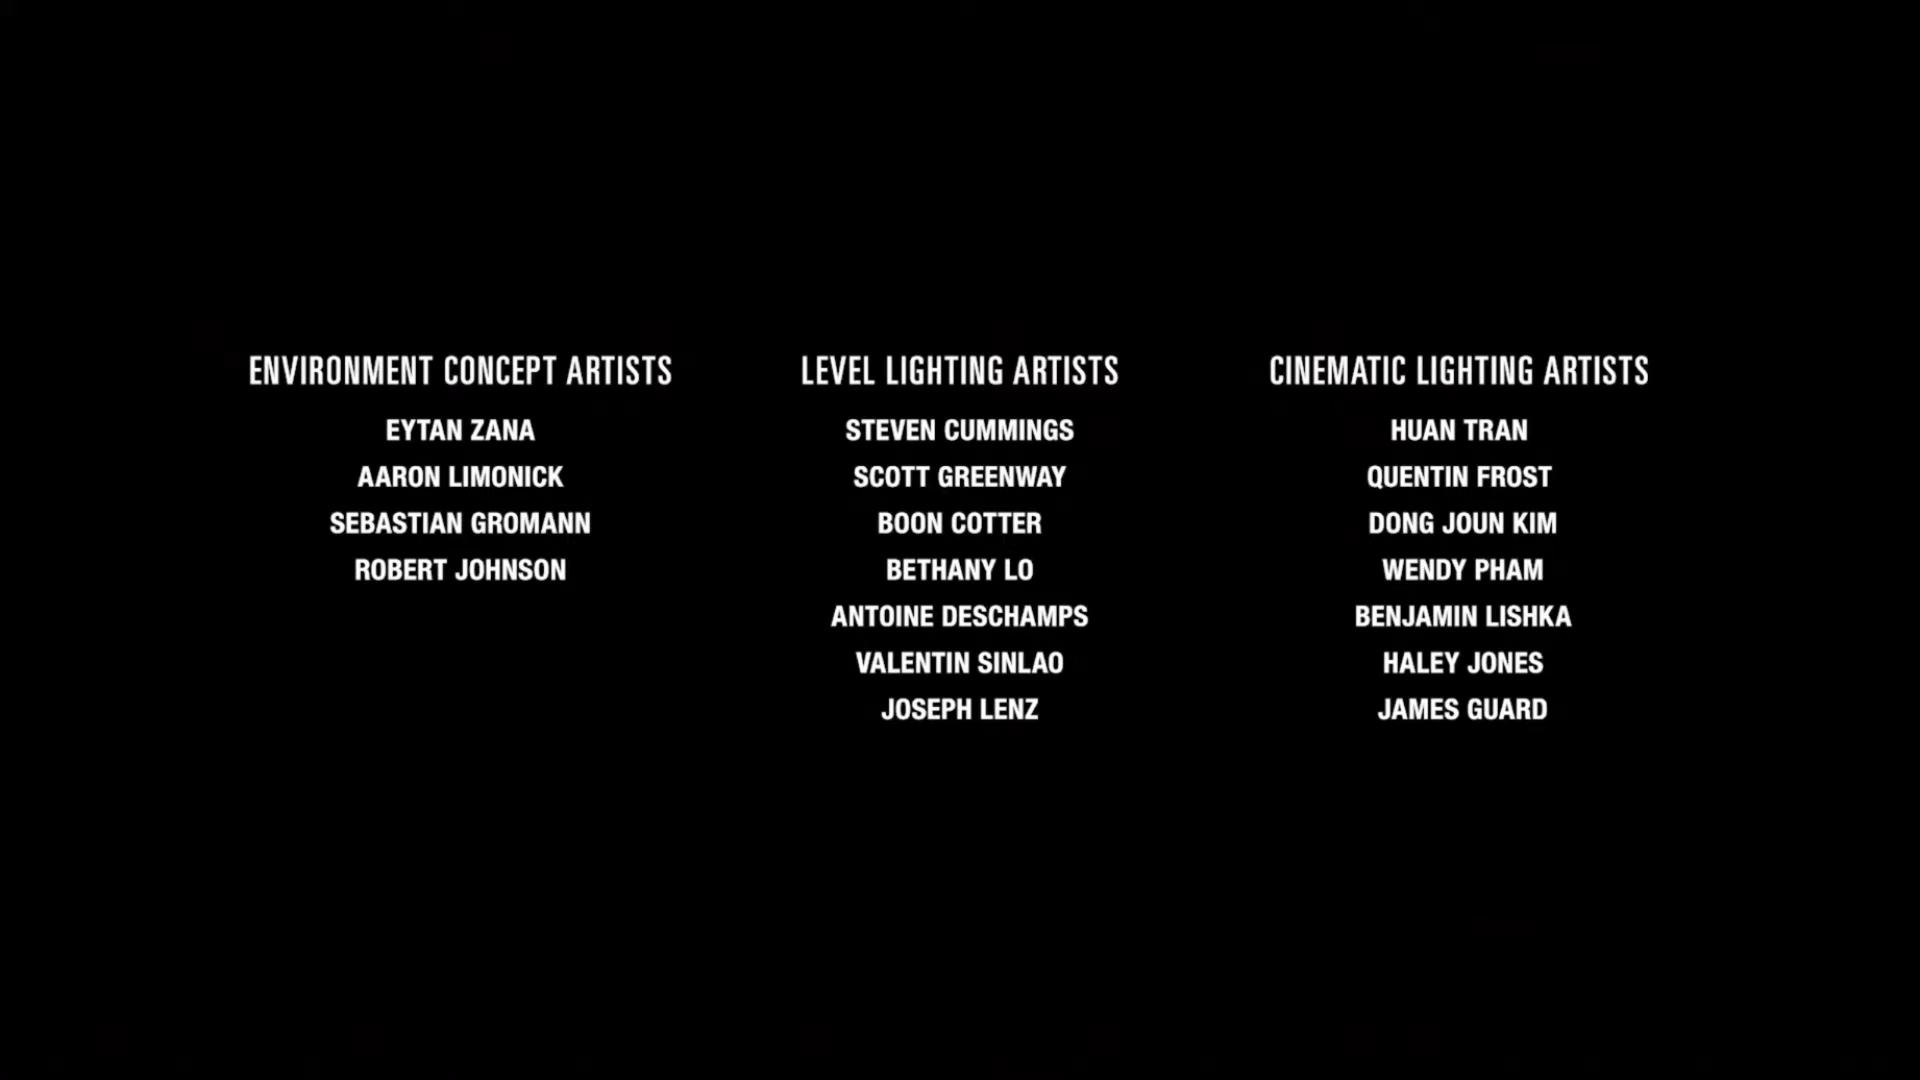 ENVIRONMENT CONCEPT ARTISTS
EYTAN ZANA
AARON LIMONICK
SEBASTIAN GROMANN
ROBERT JOHNSON
LEVEL LIGHTING ARTISTS
STEVEN CUMMINGS
SCOTT GREENWAY
BOON COTTER
BETHANY LO
ANTOINE DESCHAMPS
VALENTIN SINLAO
JOSEPH LENZ
CINEMATIC LIGHTING ARTISTS
HUAN TRAN
QUENTIN FROST
DONG JOUN KIM
WENDY PHAM
BENJAMIN LISHKA
HALEY JONES
JAMES GUARD